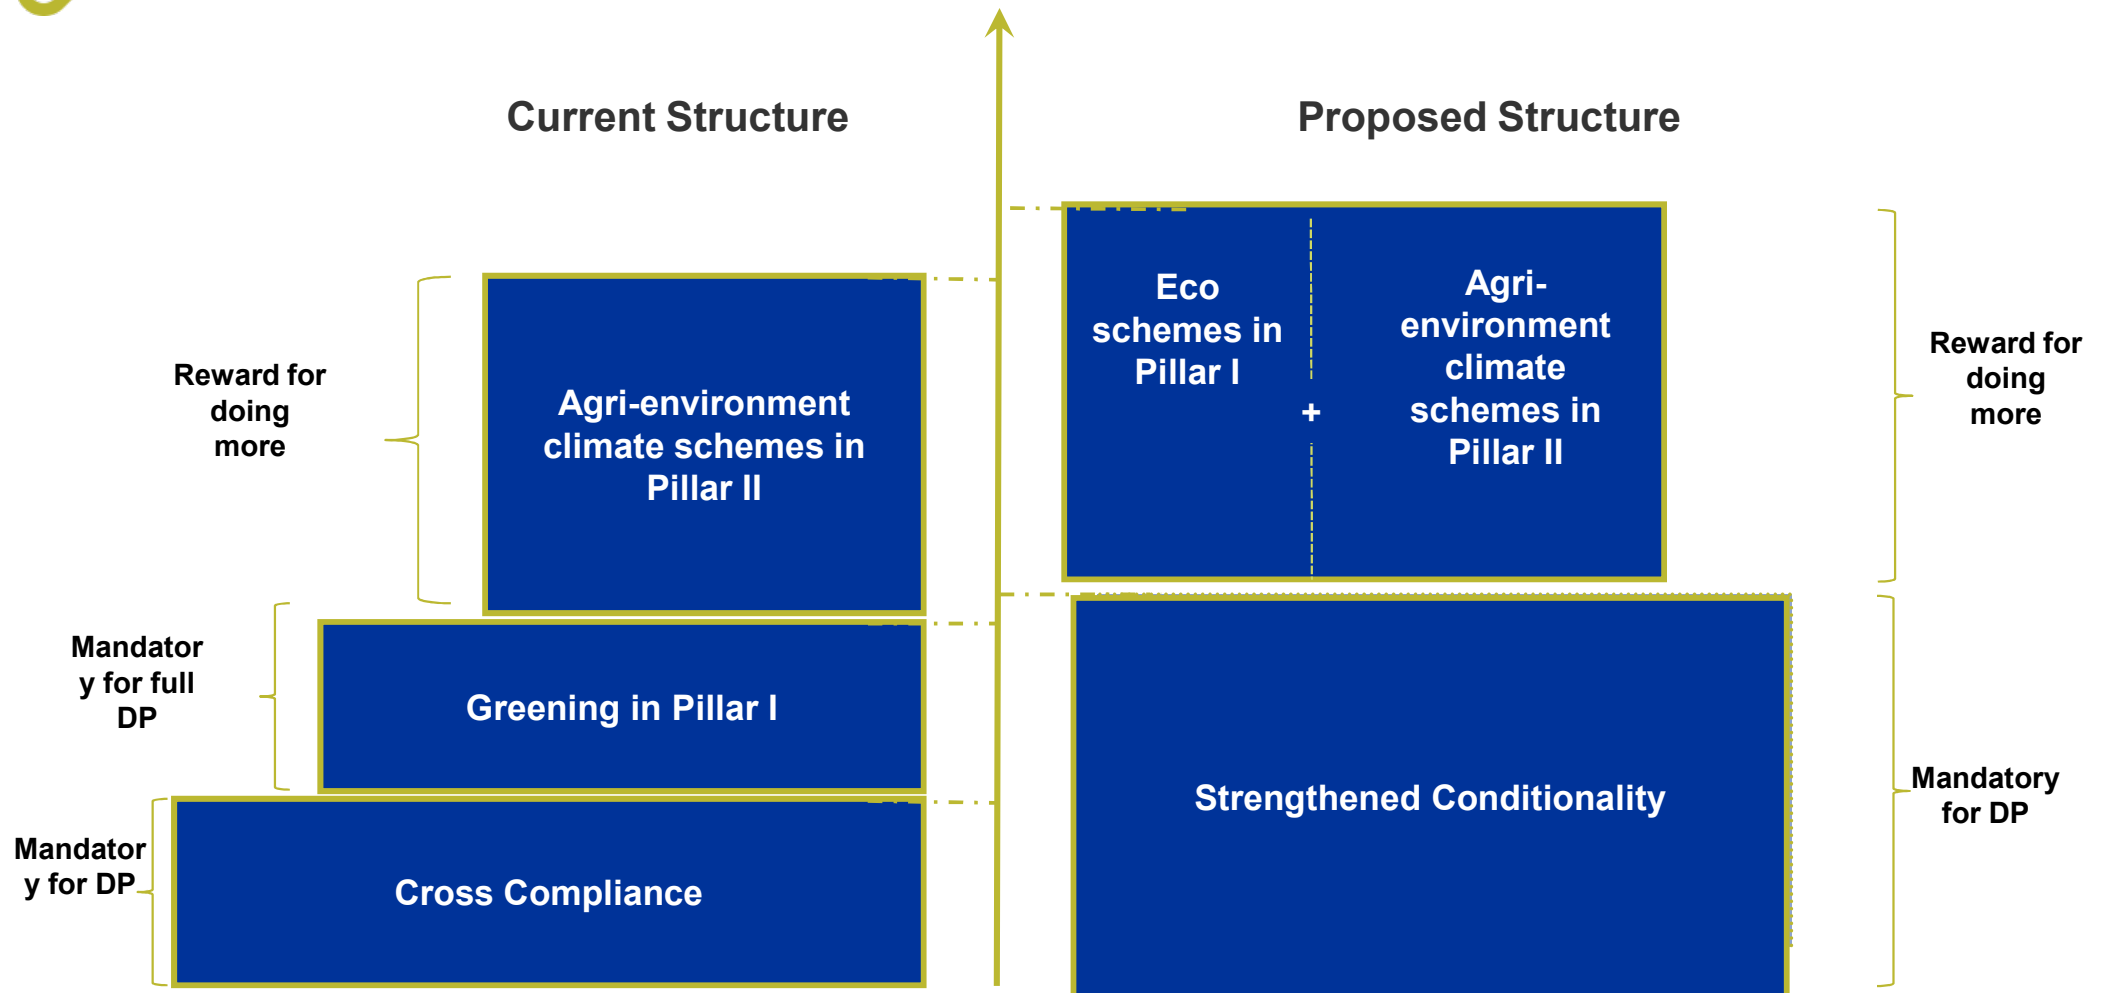 Current Structure
Reward for
doing
more
Agri-environment
climate schemes in
Pillar II
Mandator
y for full
DP
Greening in Pillar I
Mandator
y for DP
Cross Compliance
Proposed Structure
Eco
schemes in
Pillar I
+
Agri-
environment
climate
schemes in
Pillar II
Reward for
doing
more
Strengthened Conditionality
Mandatory
for DP